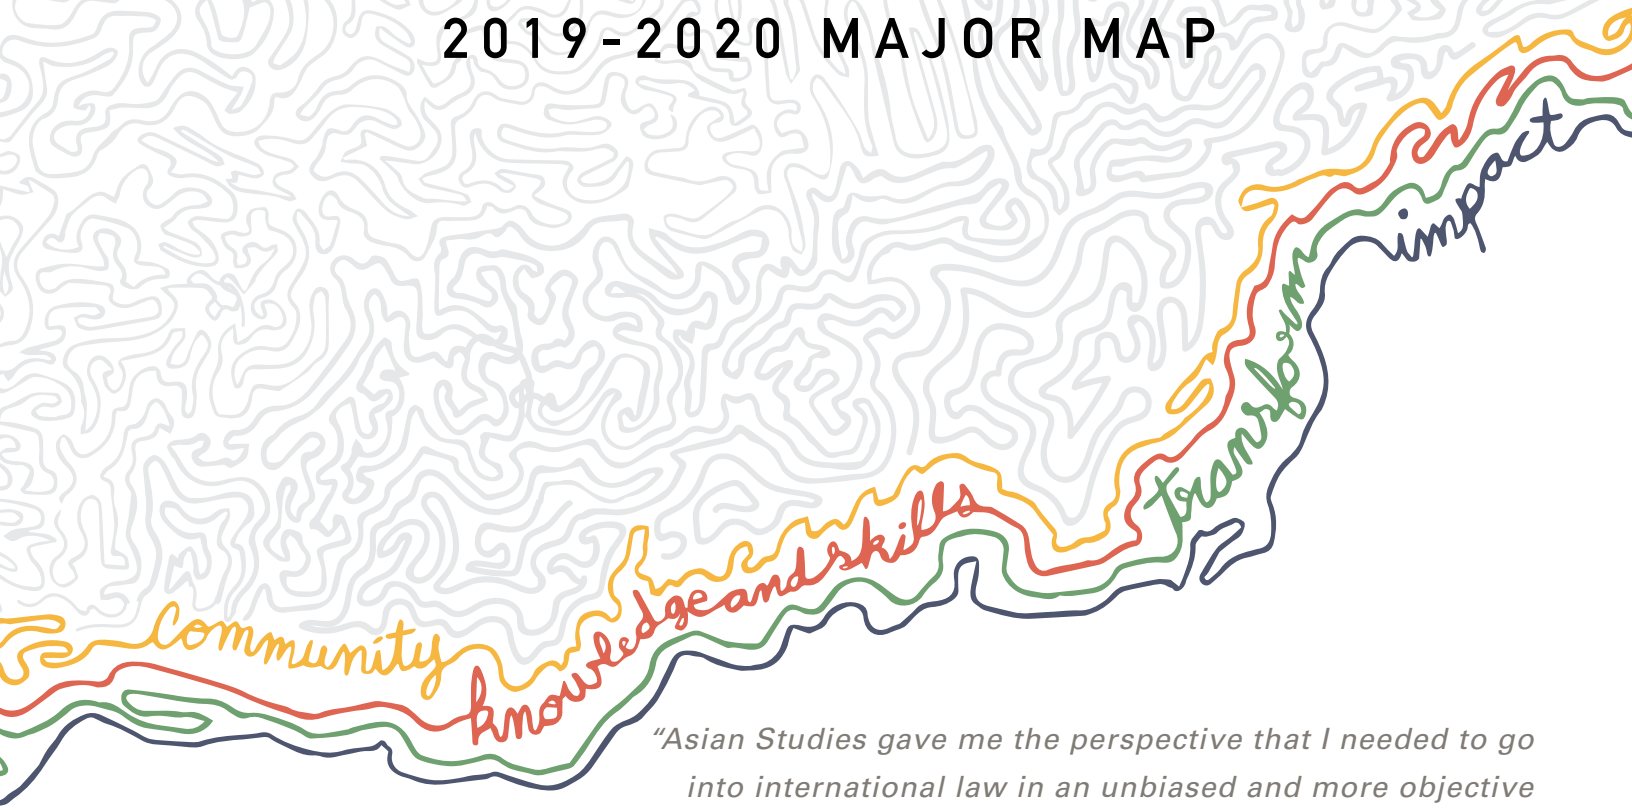 2019-2020 MAJOR MAP
impact
transform
knowledge and skills
community
“Asian Studies gave me the perspective that I needed to go
into international law in an unbiased and more objective